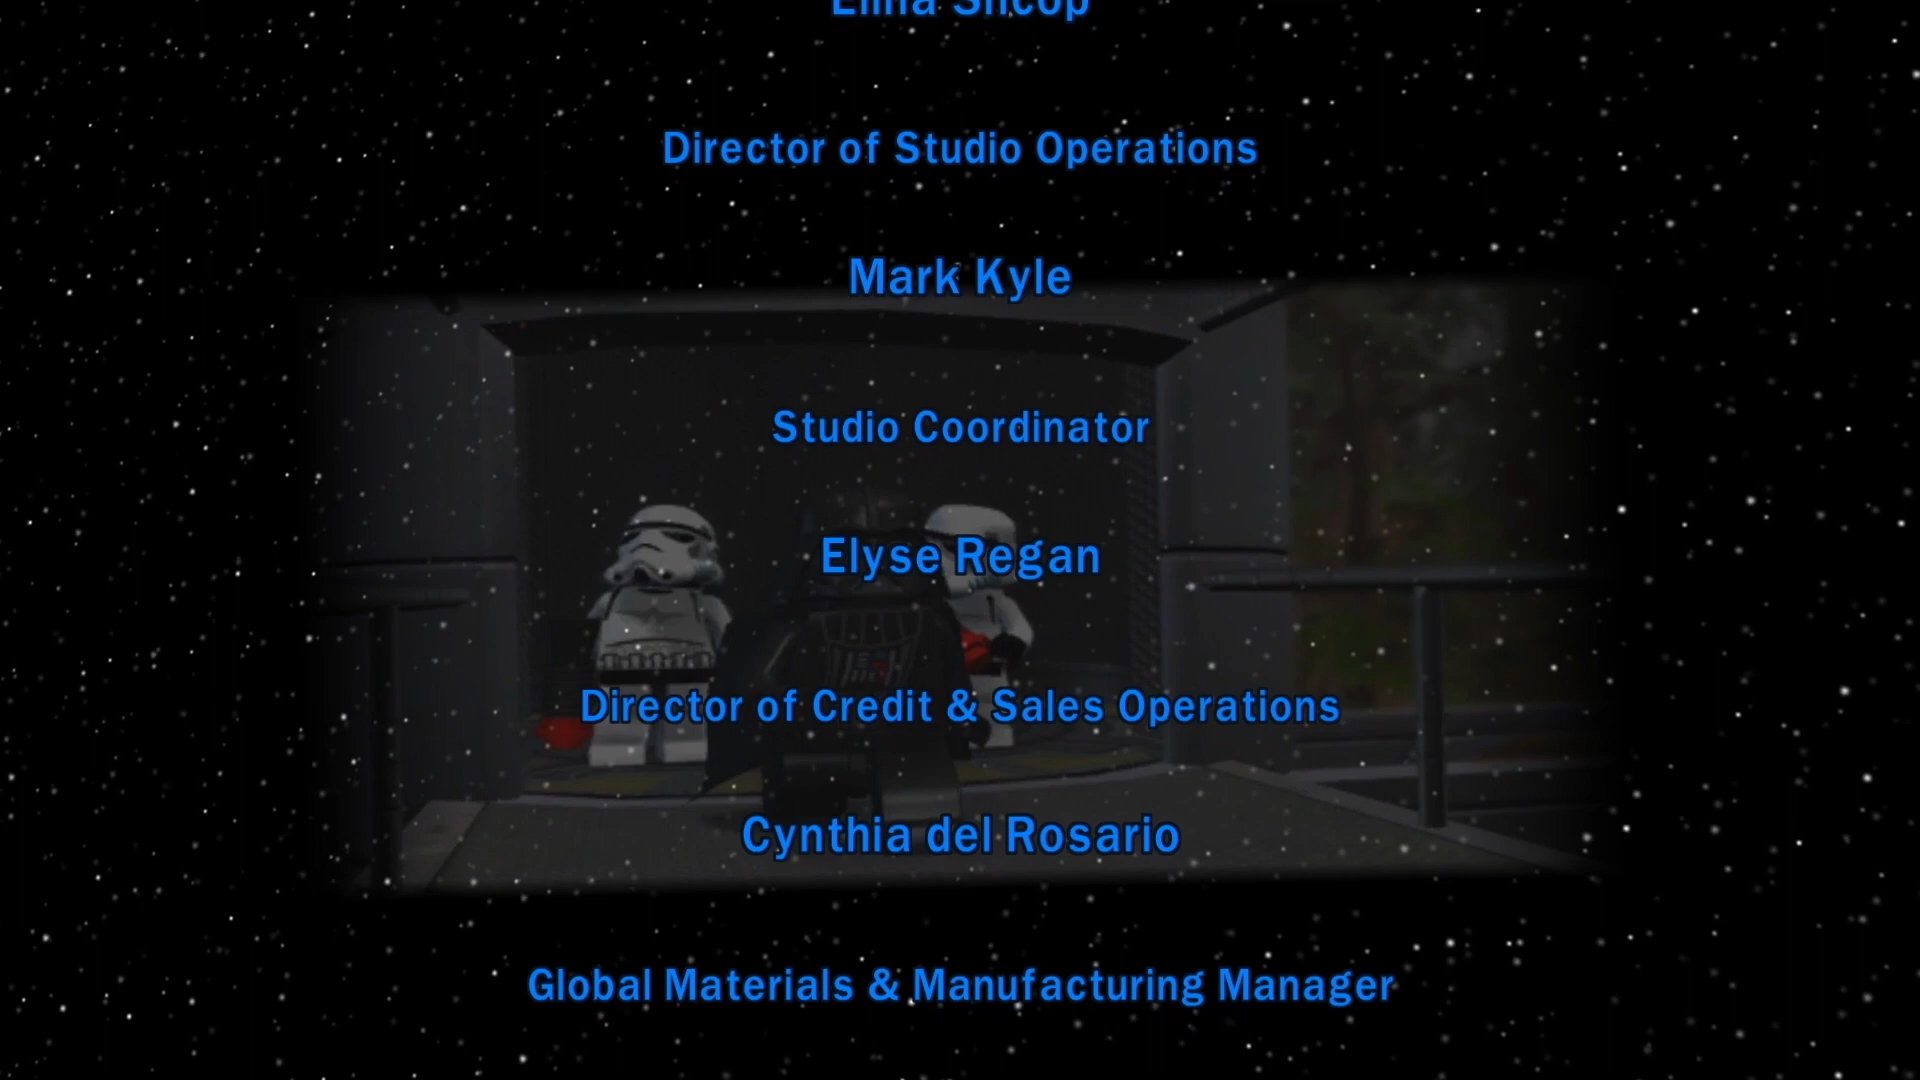 Director of Studio Operations
Mark Kyle
Studio Coordinator
Elyse Regan
Director of Credit & Sales Operations
Cynthia del Rosario
Global Materials & Manufacturing Manager